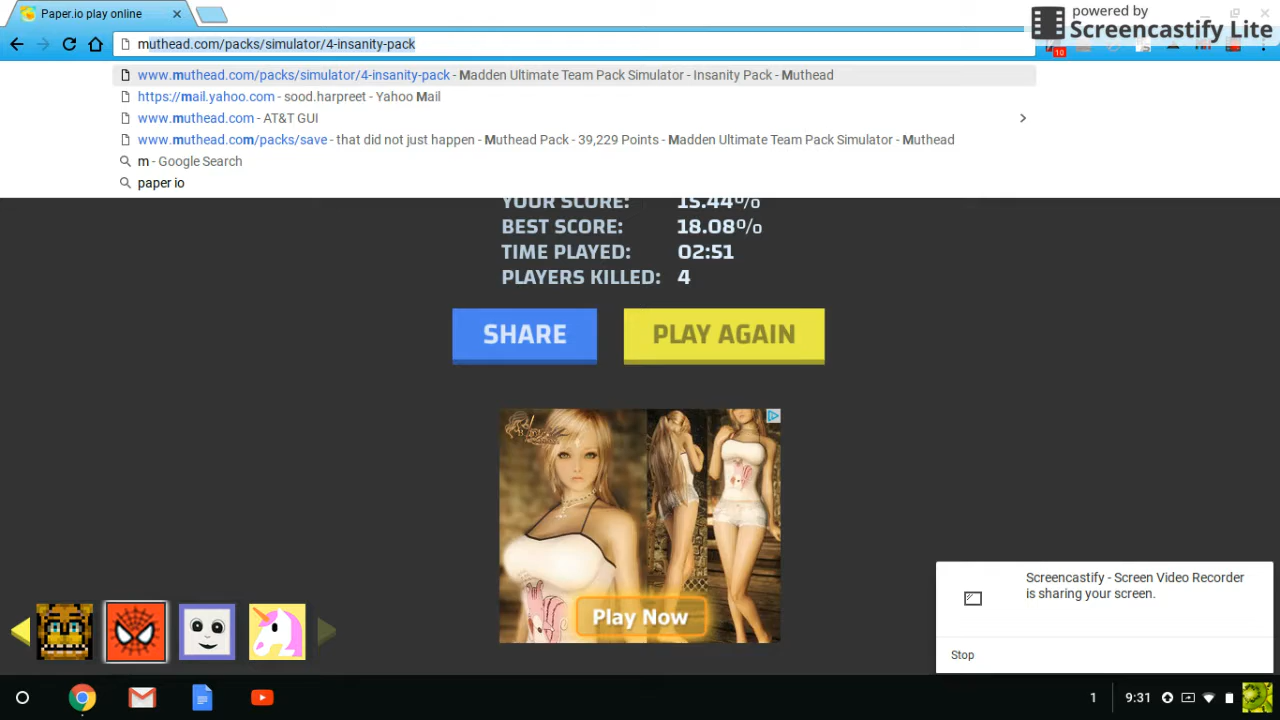 Paper.io play online
powered by
Screencastify Lite
muthead.com/packs/simulator/4-insanity-pack
10
www.muthead.com/packs/simulator/4-insanity-pack - Madden Ultimate Team Pack Simulator - Insanity Pack - Muthead
https://mail.yahoo.com - sood.harpreet - Yahoo Mail
www.muthead.com - AT&T GUI
www.muthead.com/packs/save - that did not just happen - Muthead Pack - 39,229 Points - Madden Ultimate Team Pack Simulator - Muthead
m - Google Search
paper io
YOUR SCORE: 15.44%
BEST SCORE: 18.08%
TIME PLAYED: 02:51
PLAYERS KILLED: 4
SHARE PLAY AGAIN
Play Now
Screencastify - Screen Video Recorder
is sharing your screen.
Stop
1 9:31